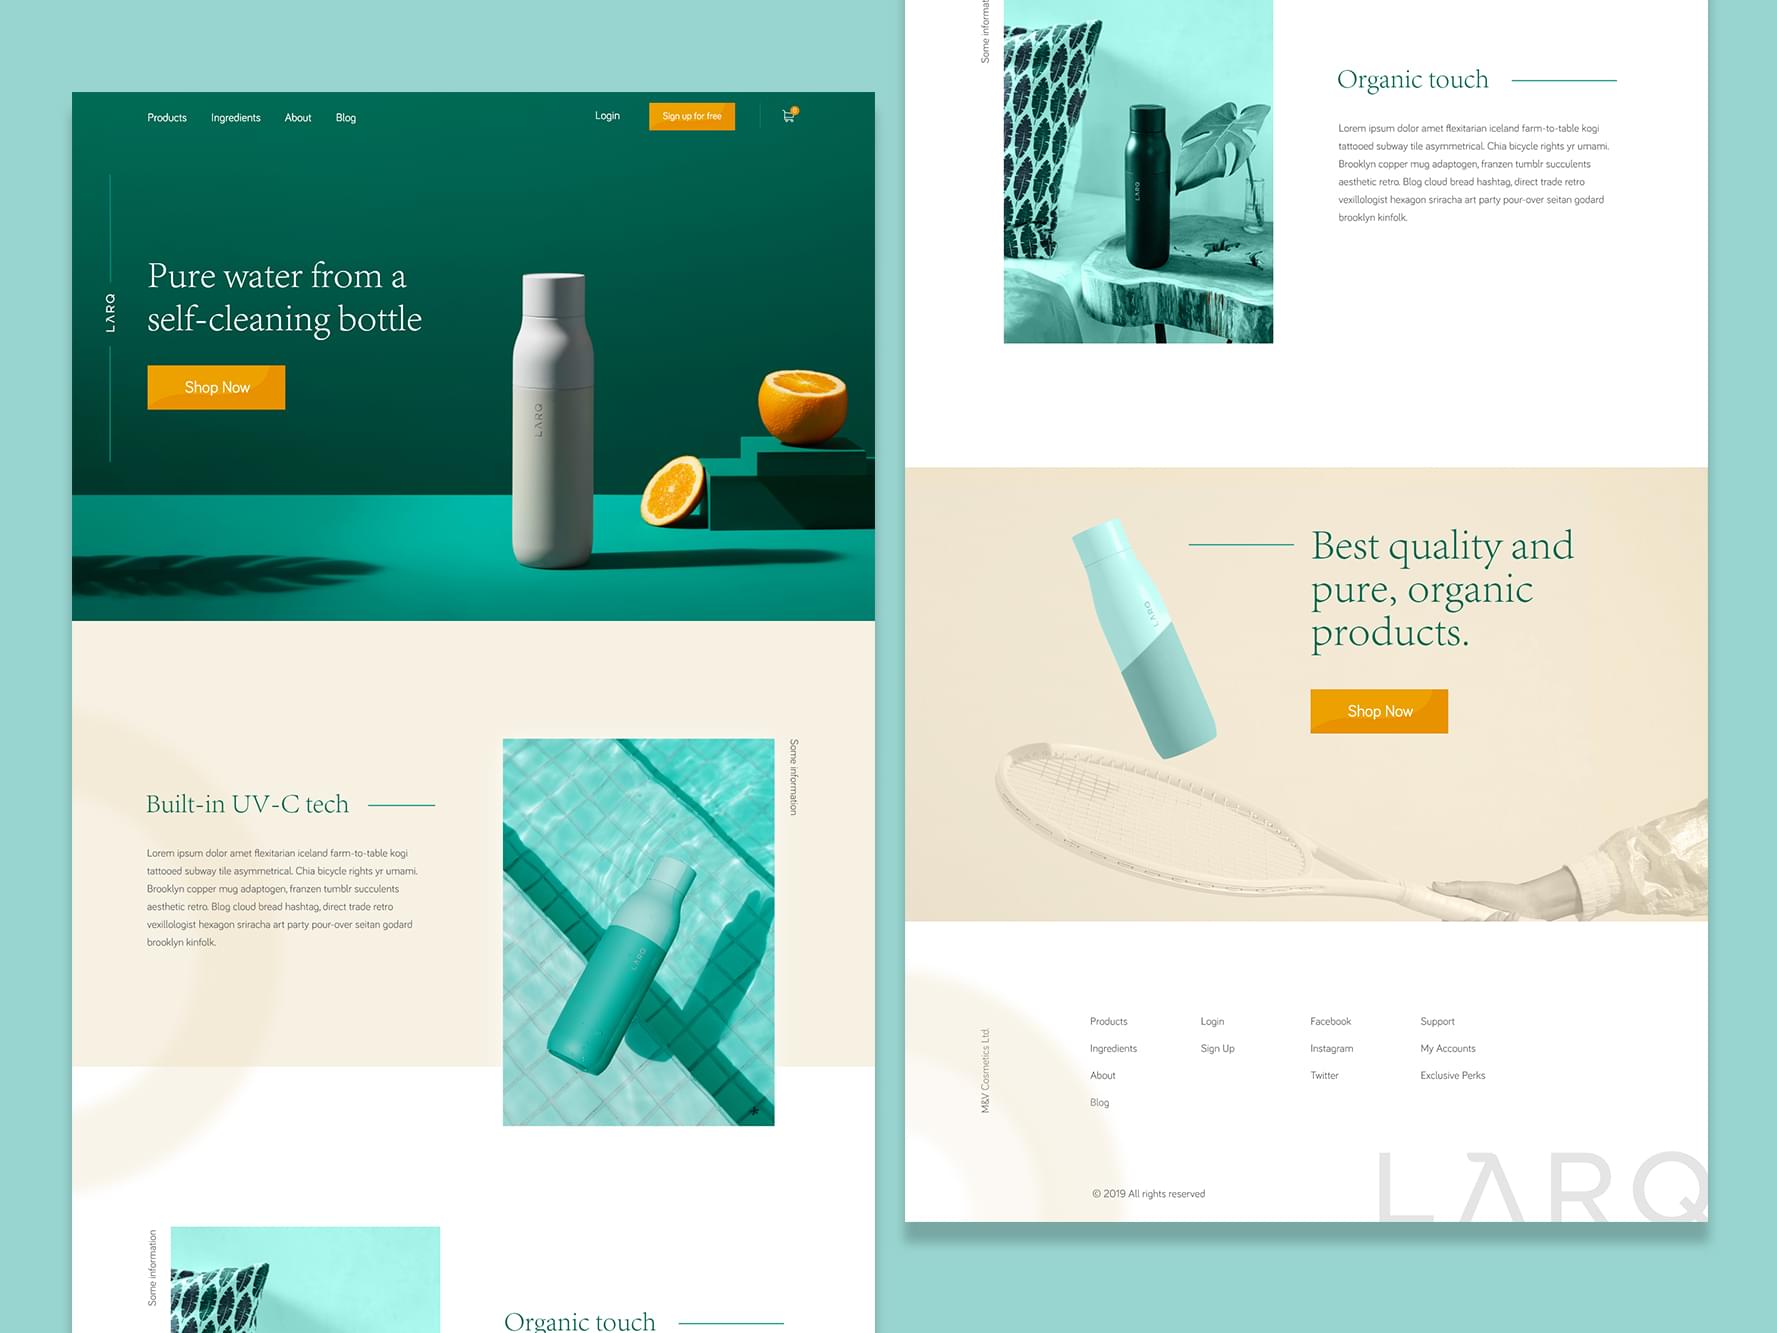 Products Ingredients About Blog
Login Sign up for free 0
LARQ
Pure water from a
self-cleaning bottle
Shop Now
LARQ
Built-in UV-C tech
Lorem ipsum dolor amet flexitarian iceland farm-to-table kogi
tattooed subway tile asymmetrical. Chia bicycle rights yr umami.
Brooklyn copper mug adaptogen, franzen tumblr succulents
aesthetic retro. Blog cloud bread hashtag, direct trade retro
vexillologist hexagon sriracha art party pour-over seitan godard
brooklyn kinfolk.
LARQ
*
Some information
Some information
Organic touch
Some informat
LARQ
Organic touch
Lorem ipsum dolor amet flexitarian iceland farm-to-table kogi
tattooed subway tile asymmetrical. Chia bicycle rights yr umami.
Brooklyn copper mug adaptogen, franzen tumblr succulents
aesthetic retro. Blog cloud bread hashtag, direct trade retro
vexillologist hexagon sriracha art party pour-over seitan godard
brooklyn kinfolk.
LARQ
Best quality and
pure, organic
products.
Shop Now
M&V Cosmetics Ltd.
Products Login Facebook Support
Ingredients Sign Up Instagram My Accounts
About Twitter Exclusive Perks
Blog
© 2019 All rights reserved
LARQ